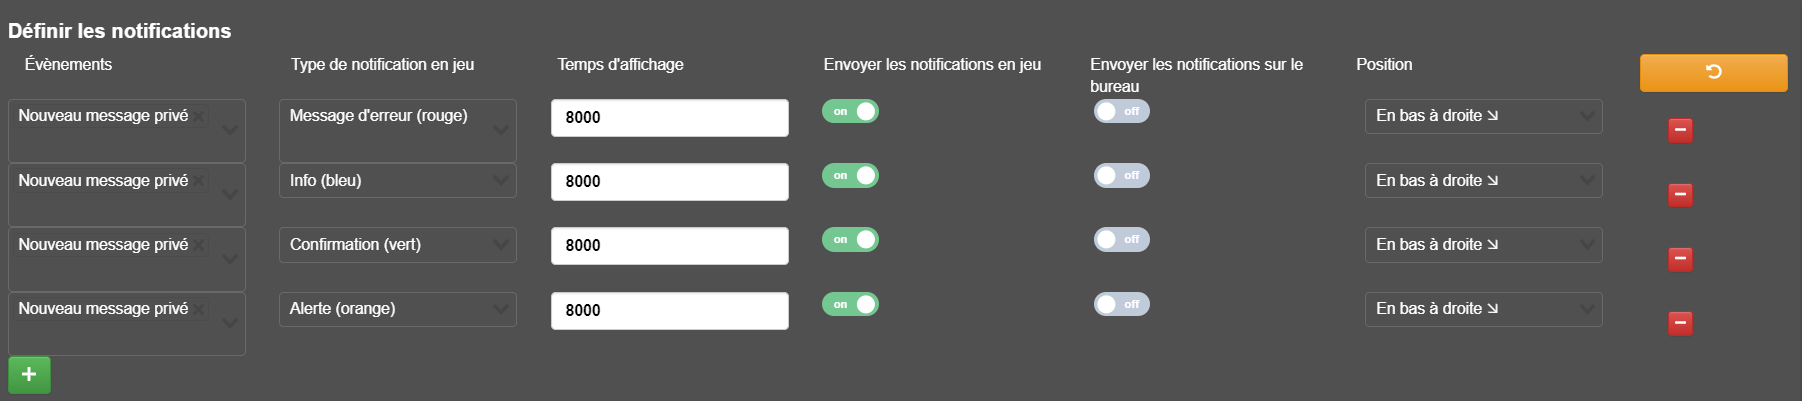 Définir les notifications
Évènements
Type de notification en jeu
Temps d'affichage
Envoyer les notifications en jeu
Envoyer les notifications sur le
bureau
Position
Nouveau message privé
Message d'erreur (rouge)
8000
on
off
En bas à droite ⇲
Nouveau message privé
Info (bleu)
8000
on
off
En bas à droite ⇲
Nouveau message privé
Confirmation (vert)
8000
on
off
En bas à droite ⇲
Nouveau message privé
Alerte (orange)
8000
on
off
En bas à droite ⇲